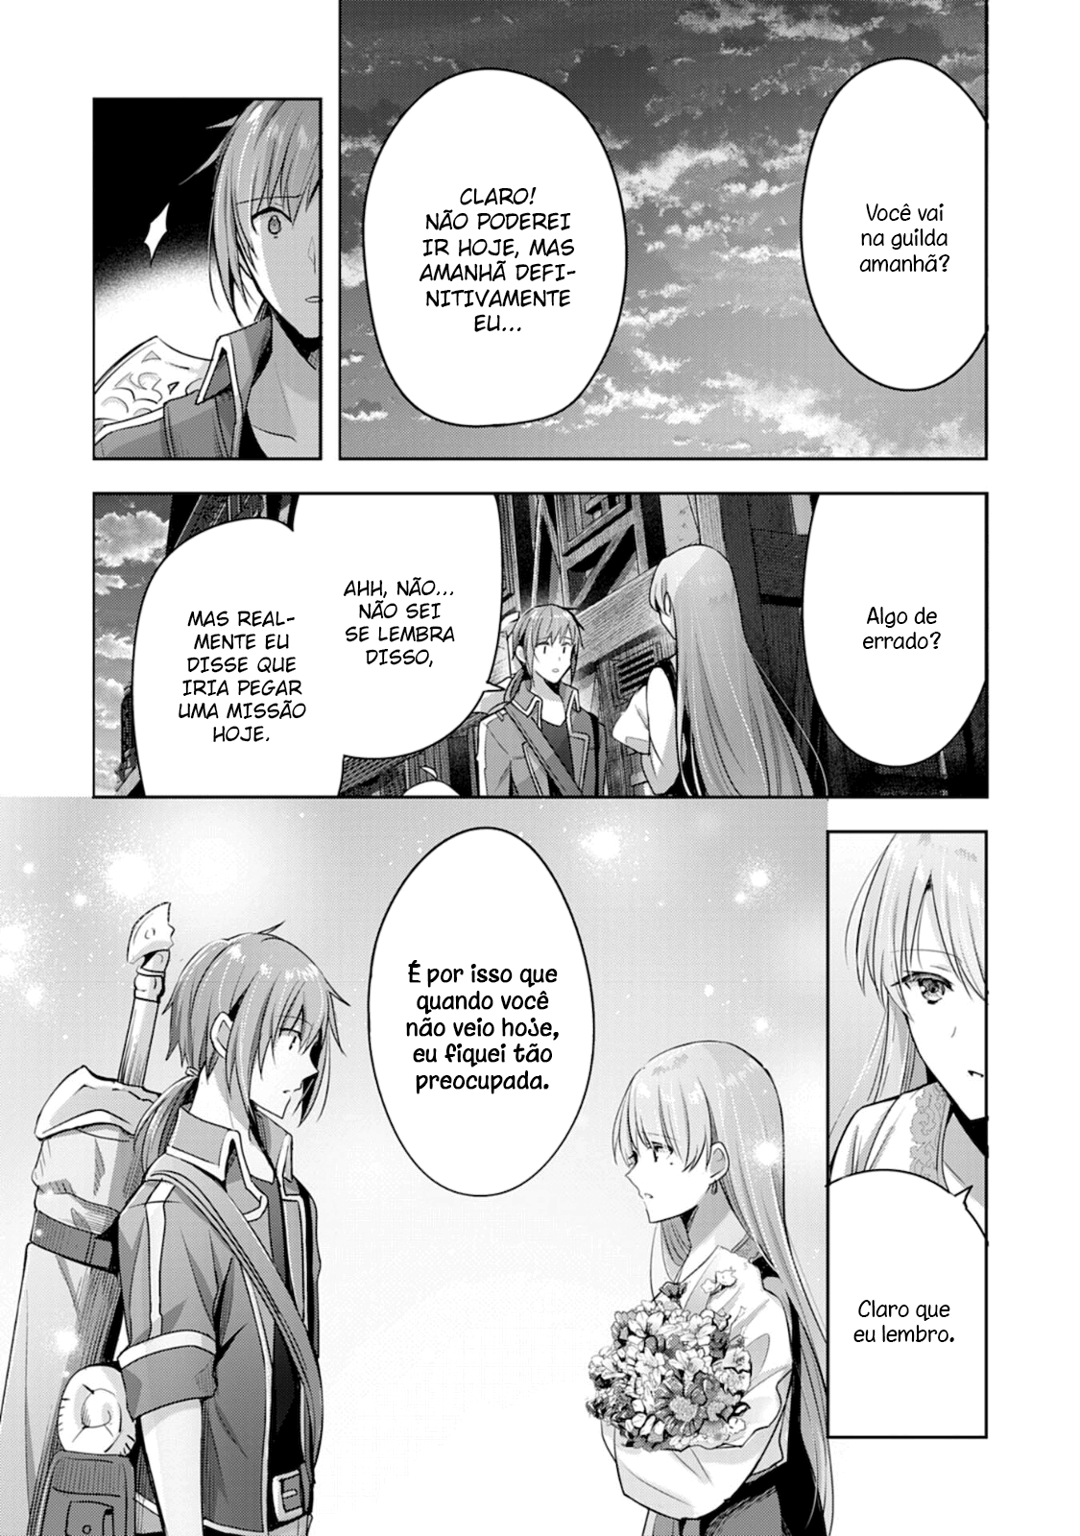 Você vai
na guilda
amanhã?
CLARO!
NÃO PODEREI
IR HOJE, MAS
AMANHÃ DEFI-
NITIVAMENTE
EU...
Algo de
errado?
AHH, NÃO...
NÃO SEI
SE LEMBRA
DISSO,
MAS REAL-
MENTE EU
DISSE QUE
IRIA PEGAR
UMA MISSÃO
HOJE.
Claro que
eu lembro.
É por isso que
quando você
não veio hoje,
eu fiquei tão
preocupada.